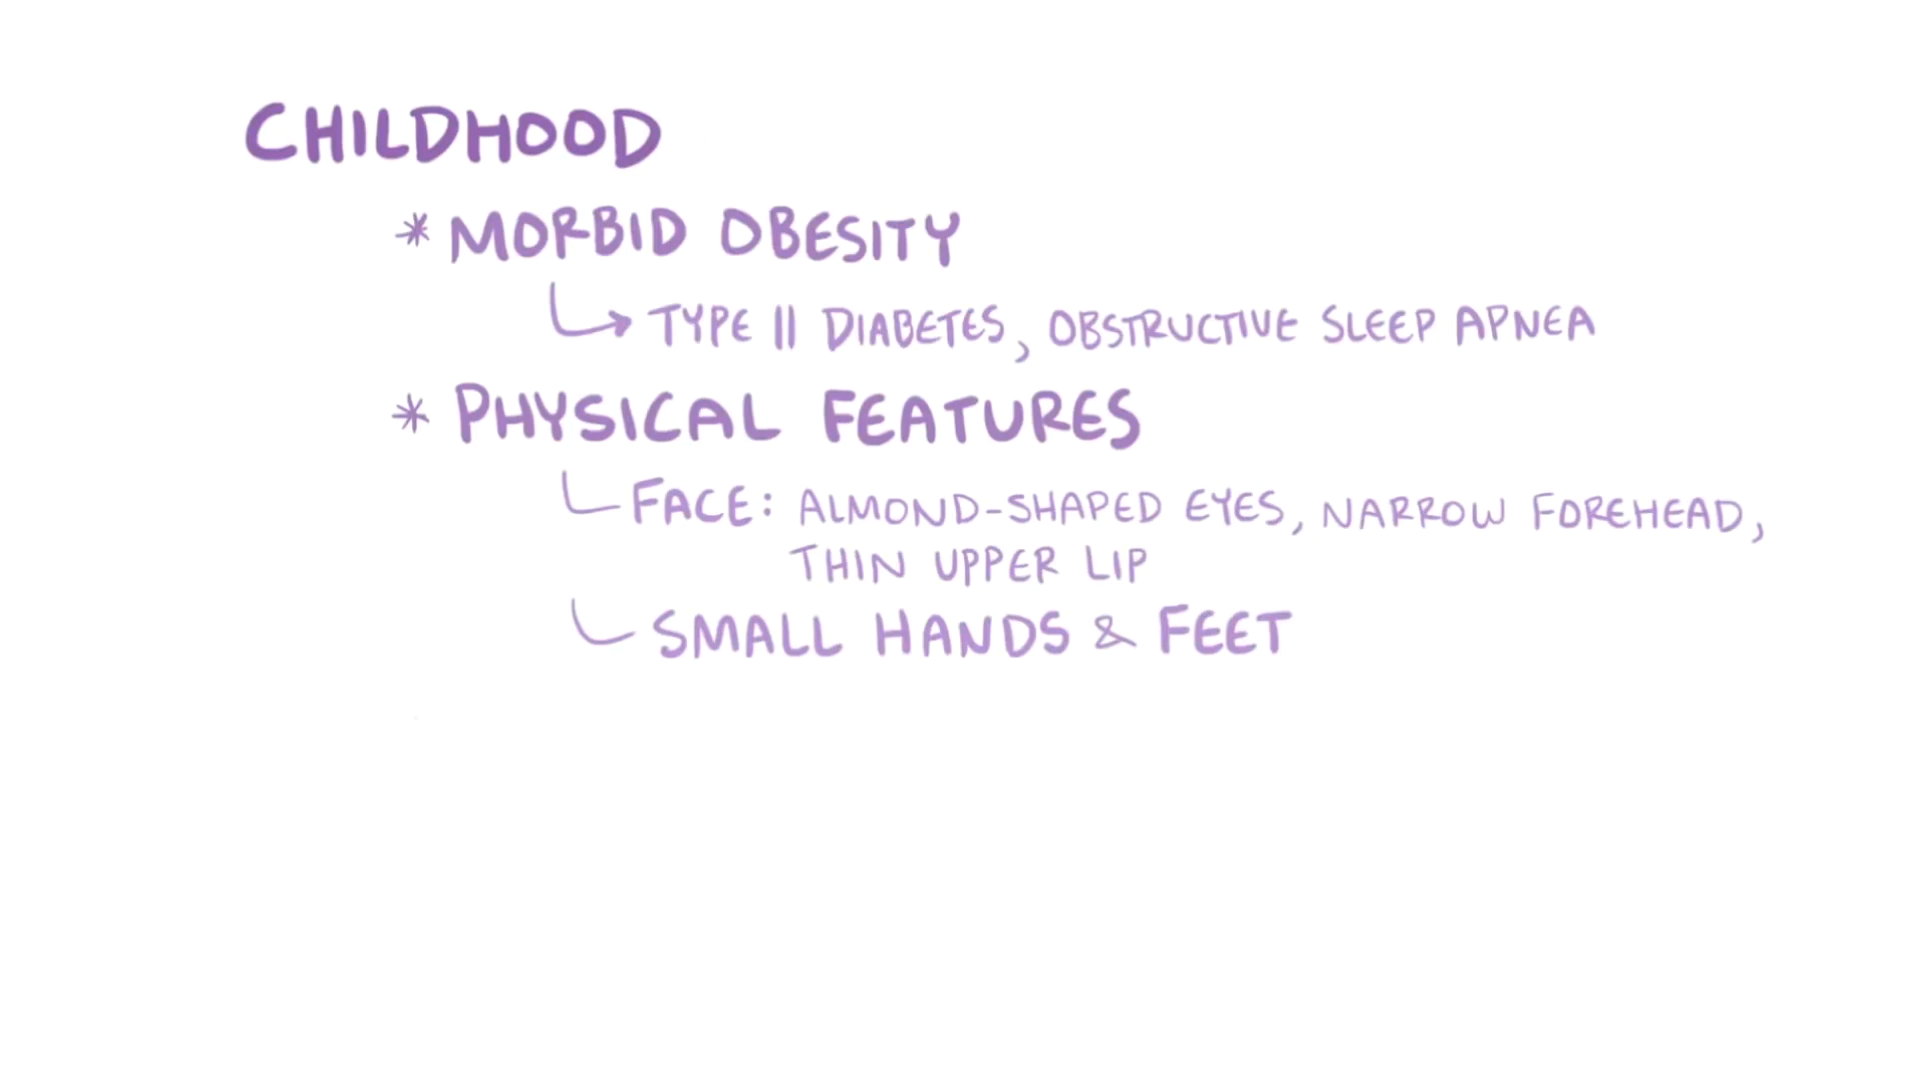 CHILDHOOD
* MORBID OBESITY
TYPE II DIABETES, OBSTRUCTIVE SLEEP APNEA
* PHYSICAL FEATURES
FACE: ALMOND-SHAPED EYES, NARROW FOREHEAD,
THIN UPPER LIP
SMALL HANDS & FEET